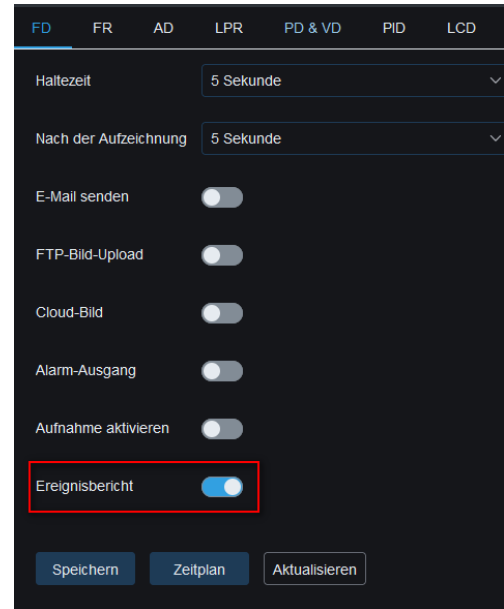 FD FR AD LPR PD & VD PID LCD
Haltezeit 5 Sekunde
Nach der Aufzeichnung 5 Sekunde
E-Mail senden
FTP-Bild-Upload
Cloud-Bild
Alarm-Ausgang
Aufnahme aktivieren
Ereignisbericht
Speichern Zeitplan Aktualisieren